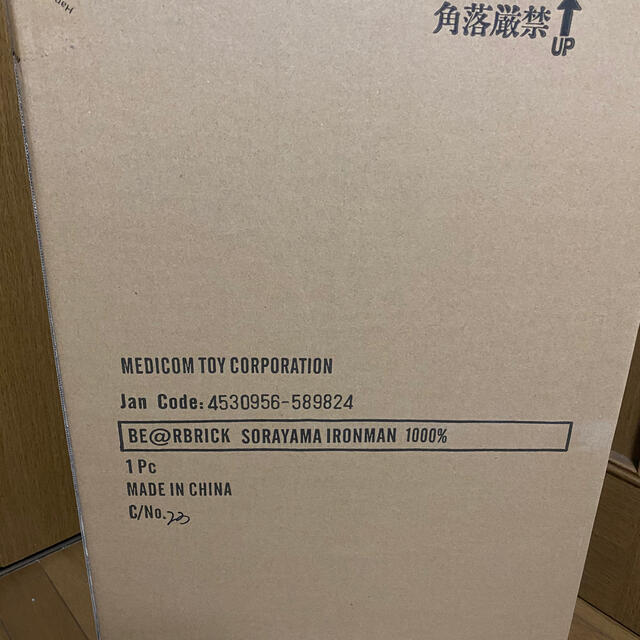 角落厳禁
UP
MEDICOM TOY CORPORATION
Jan Code: 4530956-589824
BE@RBRICK SORAYAMA IRONMAN 1000%
1 Pc
MADE IN CHINA
C/No. 23